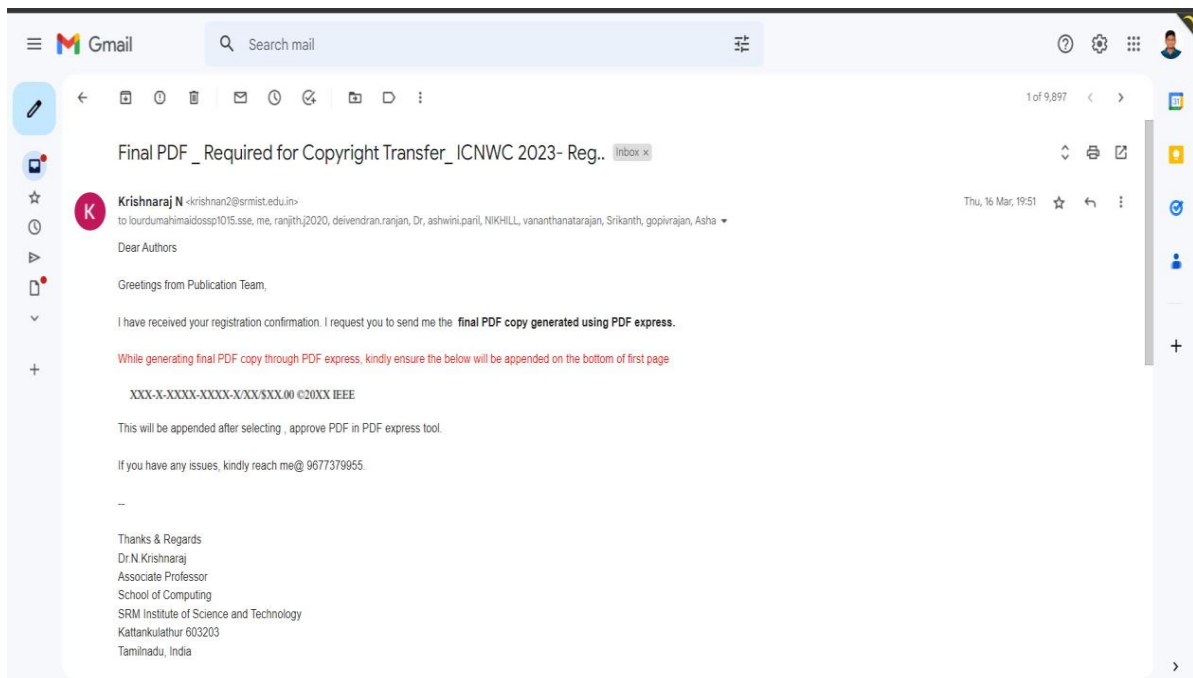 Gmail
Search mail
1 of 9,897
31
Final PDF _ Required for Copyright Transfer_ ICNWC 2023- Reg.. Inbox x
K
Krishnaraj N <krishnan2@srmist.edu.in>
Thu, 16 Mar, 19:51
to lourdumahimaidossp1015.sse, me, ranjith.j2020, deivendran.ranjan, Dr, ashwini.paril, NIKHILL, vananthanatarajan, Srikanth, gopivrajan, Asha
Dear Authors
Greetings from Publication Team,
I have received your registration confirmation. I request you to send me the final PDF copy generated using PDF express.
While generating final PDF copy through PDF express, kindly ensure the below will be appended on the bottom of first page
XXX-X-XXXX-XXXX-X/XX/$XX.00 ©20XX IEEE
This will be appended after selecting , approve PDF in PDF express tool.
If you have any issues, kindly reach me@ 9677379955.
--
Thanks & Regards
Dr.N.Krishnaraj
Associate Professor
School of Computing
SRM Institute of Science and Technology
Kattankulathur 603203
Tamilnadu, India